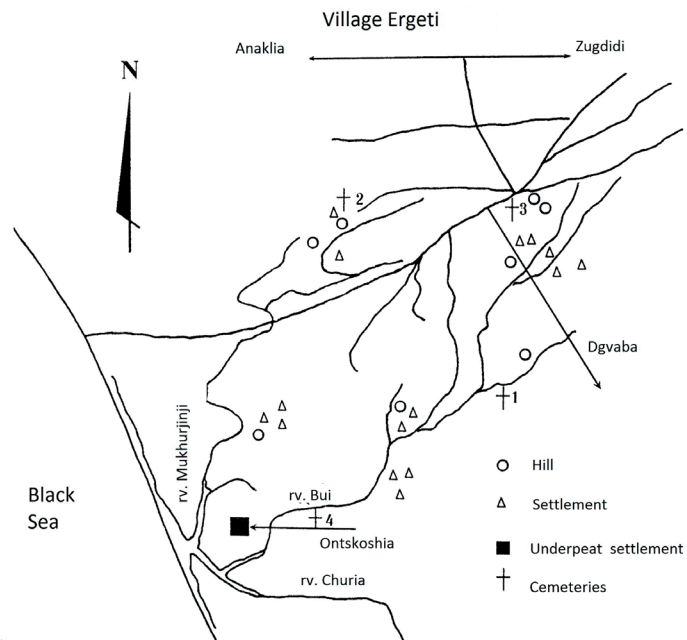 Village Ergeti
Anaklia
Zugdidi
N
2
3
Dgvaba
1
rv. Mukhurjinji
Hill
Black
Sea
rv. Bui
Settlement
4
Ontskoshia
Underpeat settlement
rv. Churia
Cemeteries